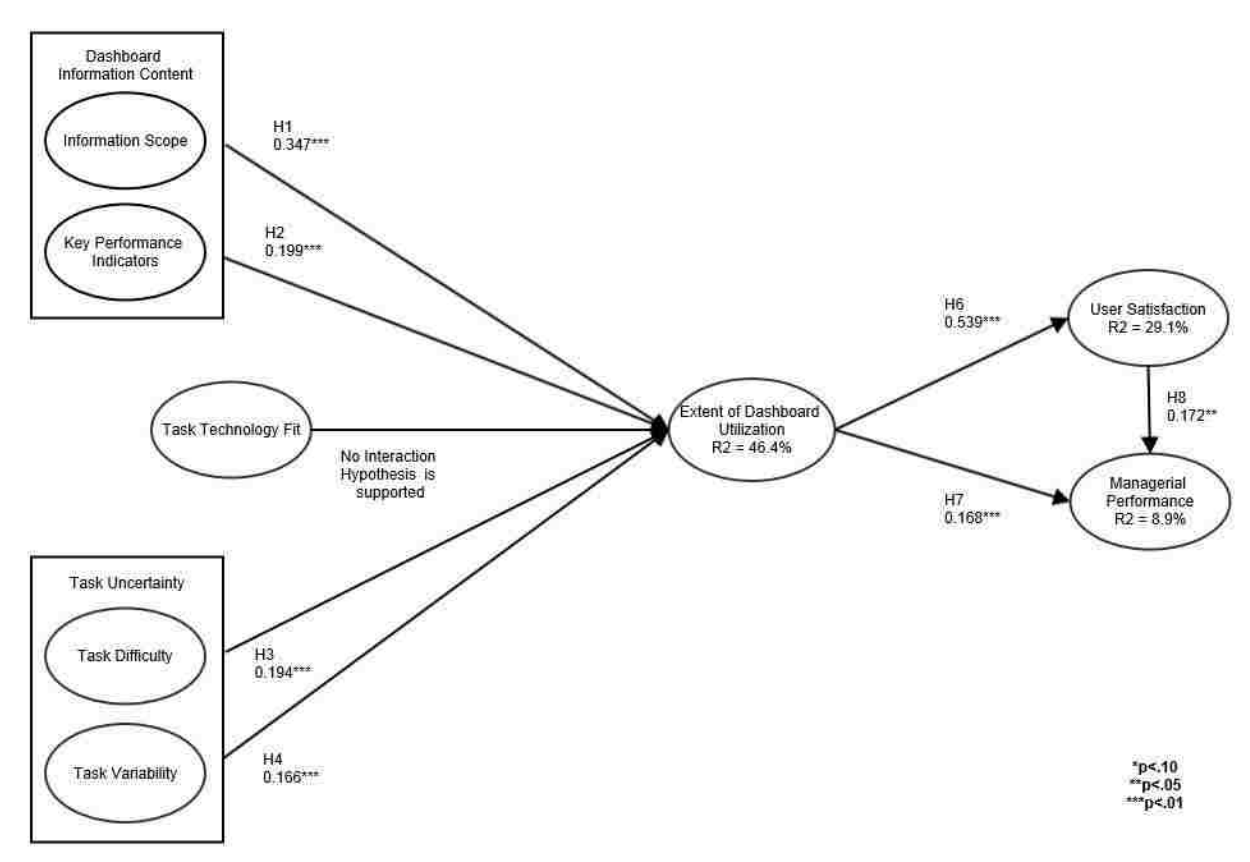 Dashboard
Information Content
Information Scope
Key Performance
Indicators
H1
0.347***
H2
0.199***
Task Technology Fit
No Interaction
Hypothesis is
supported
Extent of Dashboard
Utilization
R2 = 46.4%
H6
0.539***
User Satisfaction
R2 = 29.1%
H8
0.172**
H7
0.168***
Managerial
Performance
R2 = 8.9%
Task Uncertainty
Task Difficulty
Task Variability
H3
0.194***
H4
0.166***
*p<.10
**p<.05
***p<.01